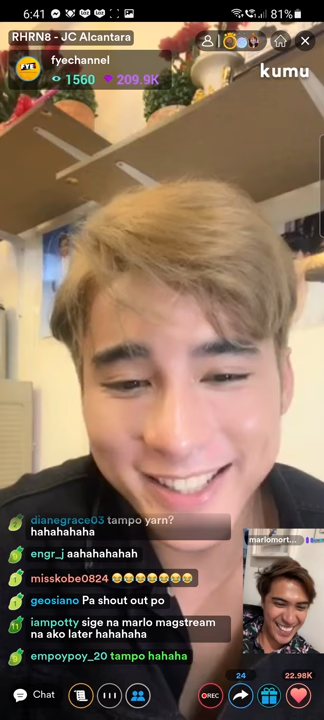 6:41
81%
RHRN8 - JC Alcantara
fyechannel
FYE
1560 209.9K
kumu
dianegrace03 tampo yarn?
hahahahaha
engr_j aahahahahah
misskobe0824 😂😂😂😂😂😂😂
geosiano Pa shout out po
iampotty sige na marlo magstream
na ako later hahahaha
empoypoy_20 tampo hahaha
marlomort...
Chat
REC
24
22.98K